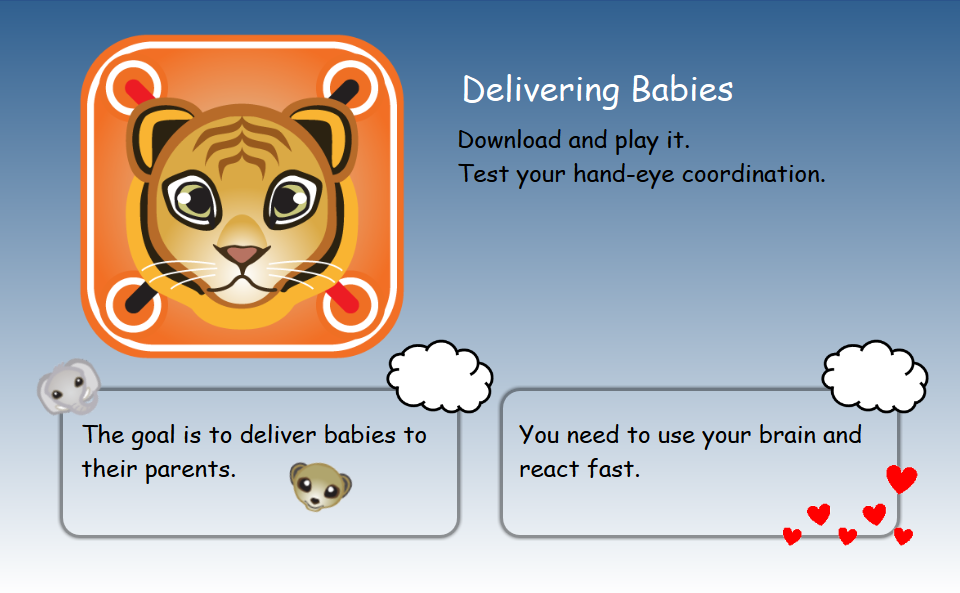 Delivering Babies
Download and play it.
Test your hand-eye coordination.
The goal is to deliver babies to
their parents.
You need to use your brain and
react fast.